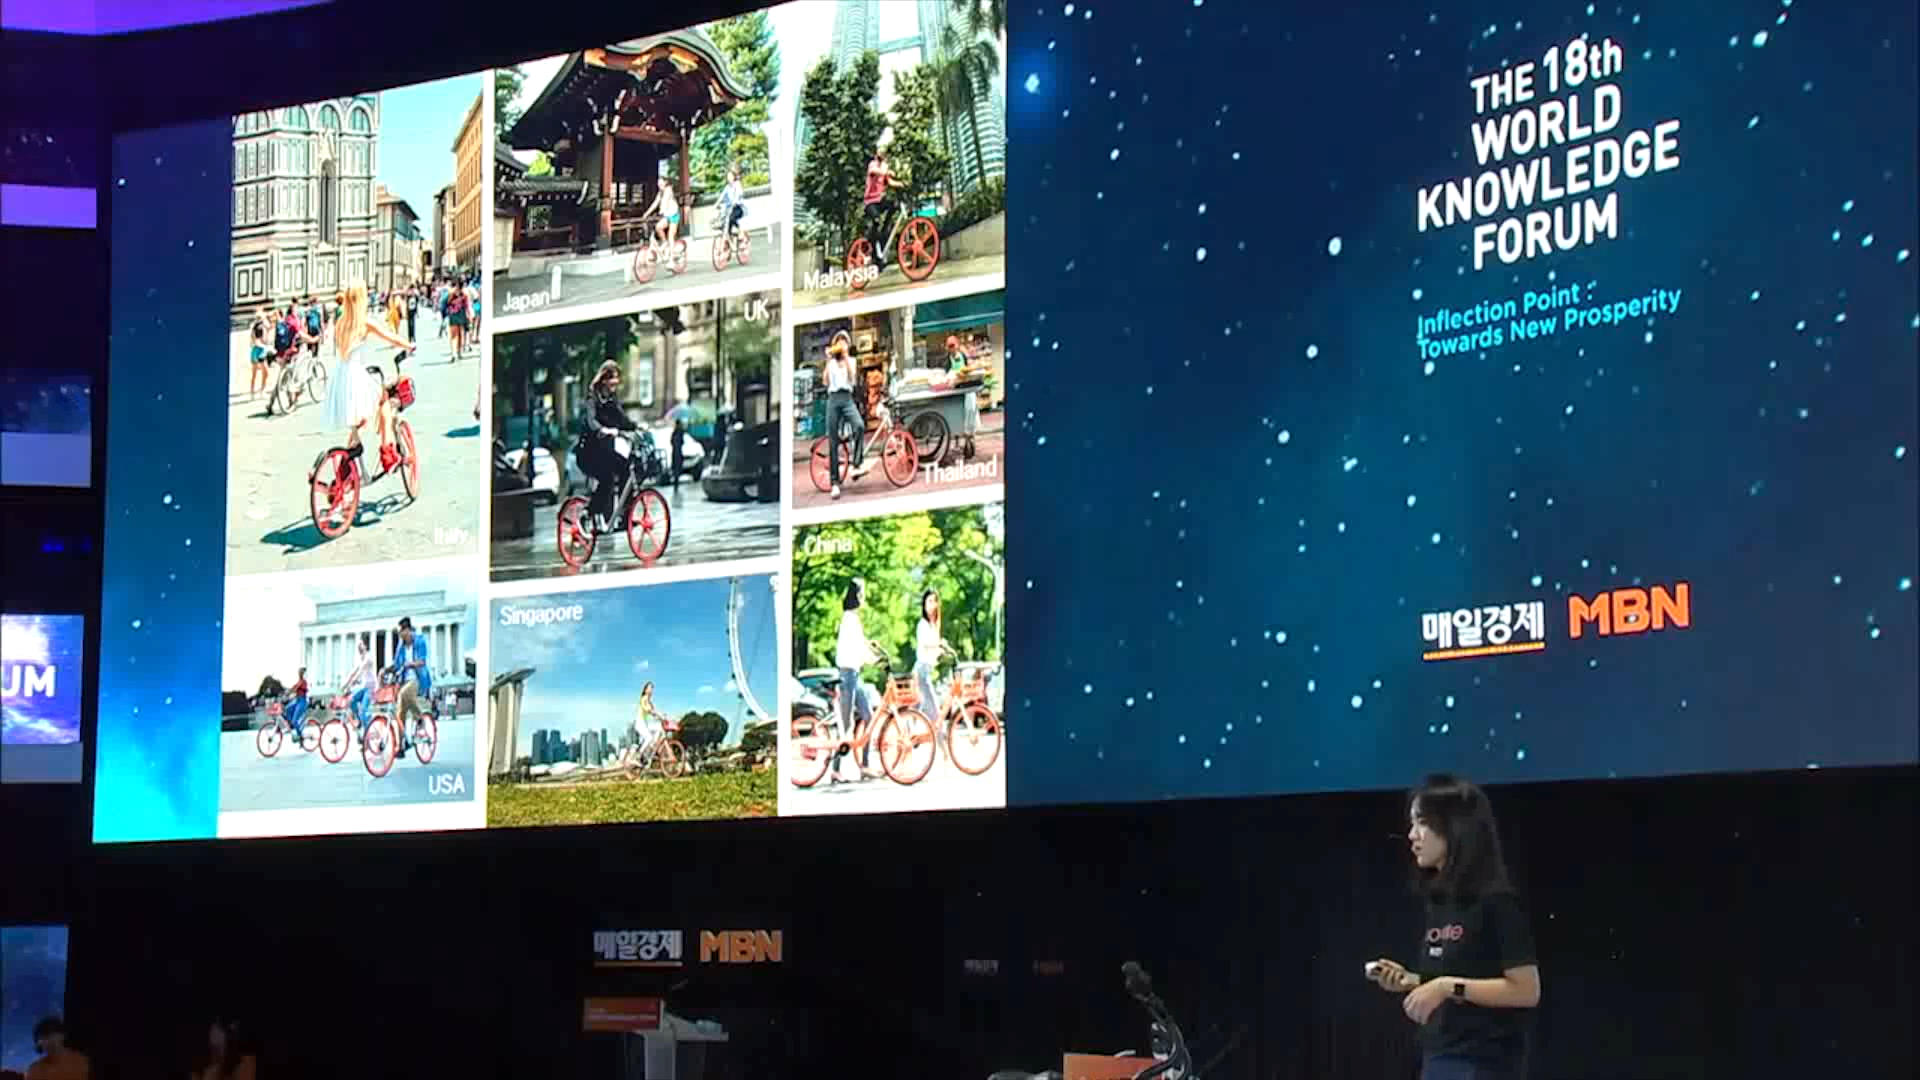 Japan
UK
Malaysia
Thailand
Italy
Singapore
China
USA
THE 18th
WORLD
KNOWLEDGE
FORUM
Inflection Point :
Towards New Prosperity
매일경제 MBN
UM
매일경제 MBN